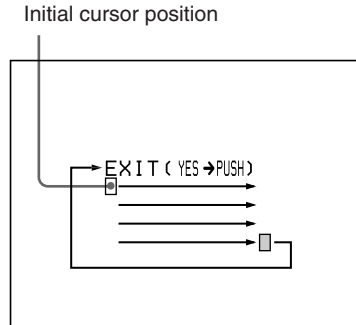 Initial cursor position
EXIT ( YES →PUSH)